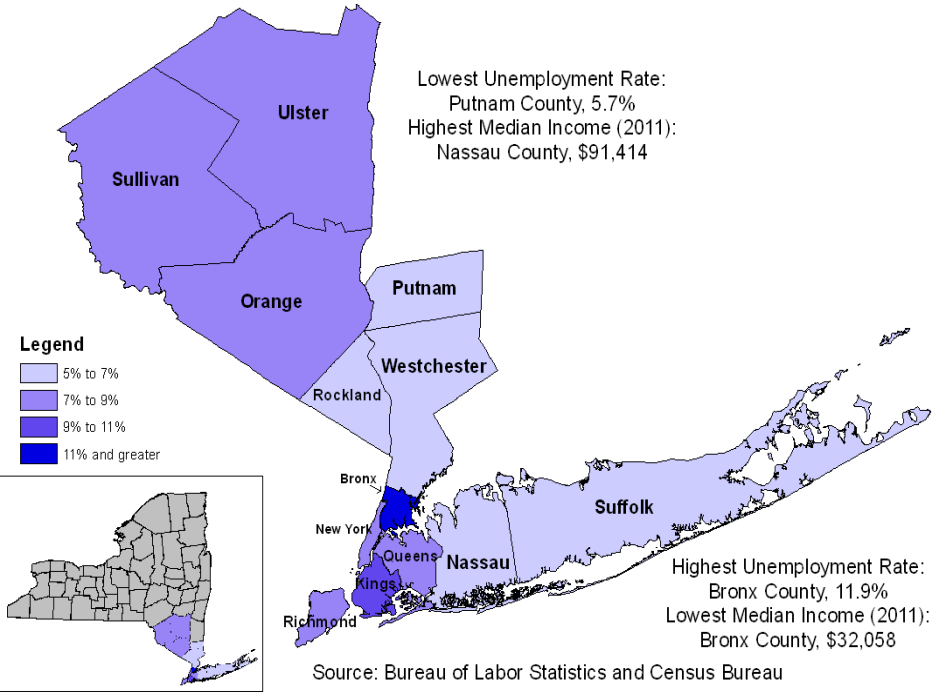 Lowest Unemployment Rate:
Putnam County, 5.7%
Highest Median Income (2011):
Nassau County, $91,414
Ulster
Sullivan
Orange
Putnam
Westchester
Rockland
Legend
5% to 7%
7% to 9%
9% to 11%
11% and greater
Bronx
New York
Queens
Kings
Richmond
Nassau
Suffolk
Highest Unemployment Rate:
Bronx County, 11.9%
Lowest Median Income (2011):
Bronx County, $32,058
Source: Bureau of Labor Statistics and Census Bureau